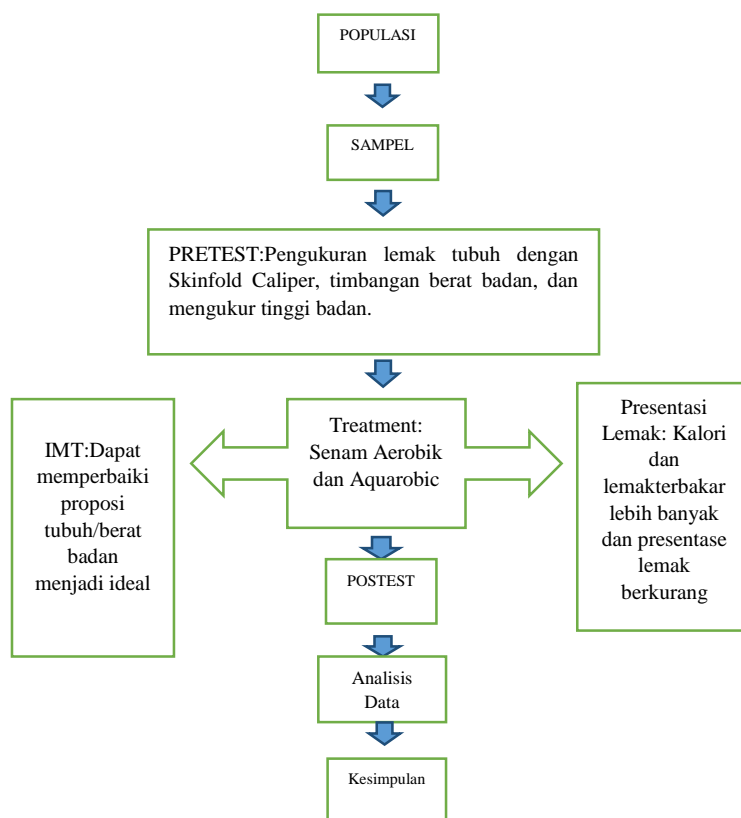 POPULASI
SAMPEL
PRETEST:Pengukuran lemak tubuh dengan
Skinfold Caliper, timbangan berat badan, dan
mengukur tinggi badan.
IMT:Dapat
memperbaiki
proposi
tubuh/berat
badan
menjadi ideal
Treatment:
Senam Aerobik
dan Aquarobic
Presentasi
Lemak: Kalori
dan
lemakterbakar
lebih banyak
dan presentase
lemak
berkurang
POSTEST
Analisis
Data
Kesimpulan